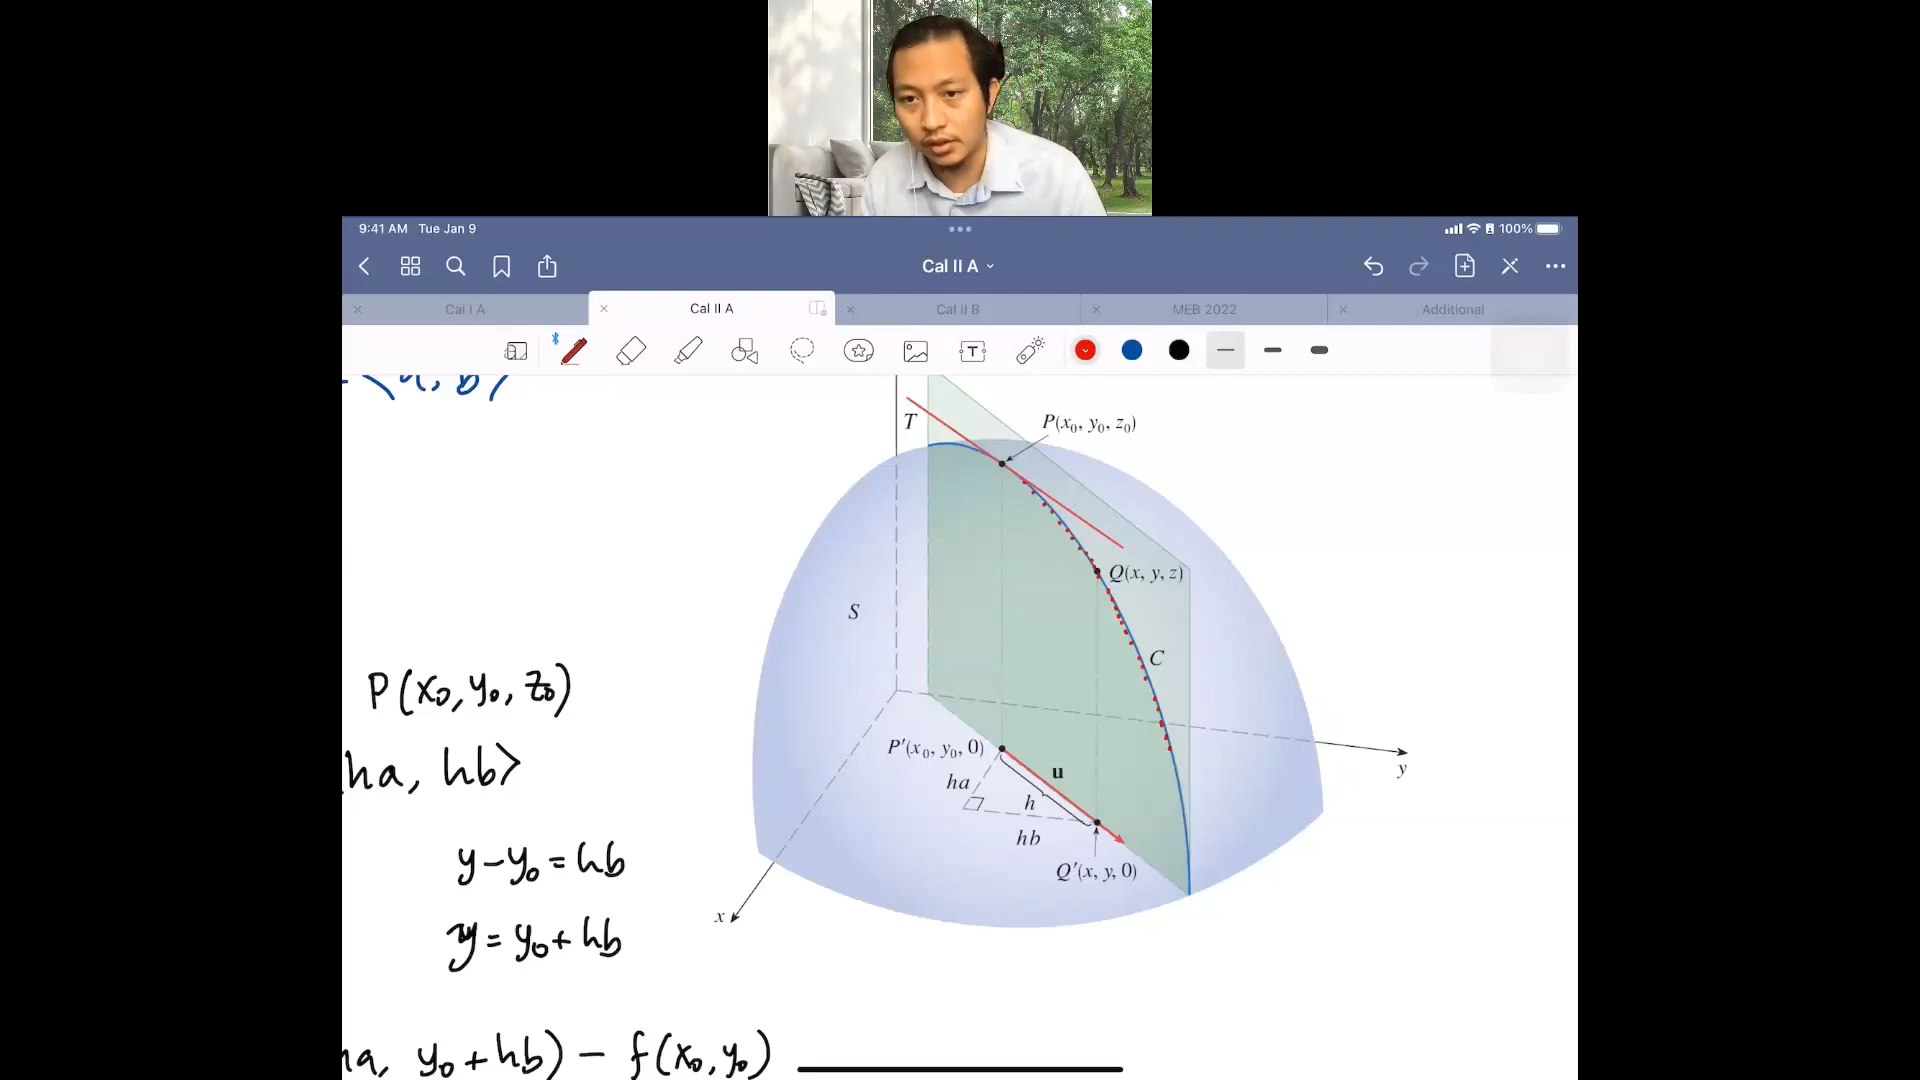 9:41 AM Tue Jan 9
100%
Cal II A
Cal I A
Cal II A
Cal II B
MEB 2022
Additional
T
⟨a, b⟩
T
P(x₀, y₀, z₀)
Q(x, y, z)
S
C
P(x₀, y₀, z₀)
P′(x₀, y₀, 0)
u
y
ha, hb⟩
ha
h
hb
y − y₀ = hb
Q′(x, y, 0)
x
y = y₀ + hb
ha, y₀ + hb) − f(x₀, y₀)